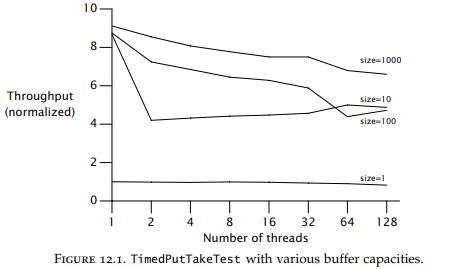 10
8
6
4
2
0
Throughput
(normalized)
size=1000
size=10
size=100
size=1
1 2 4 8 16 32 64 128
Number of threads
FIGURE 12.1. TimedPutTakeTest with various buffer capacities.